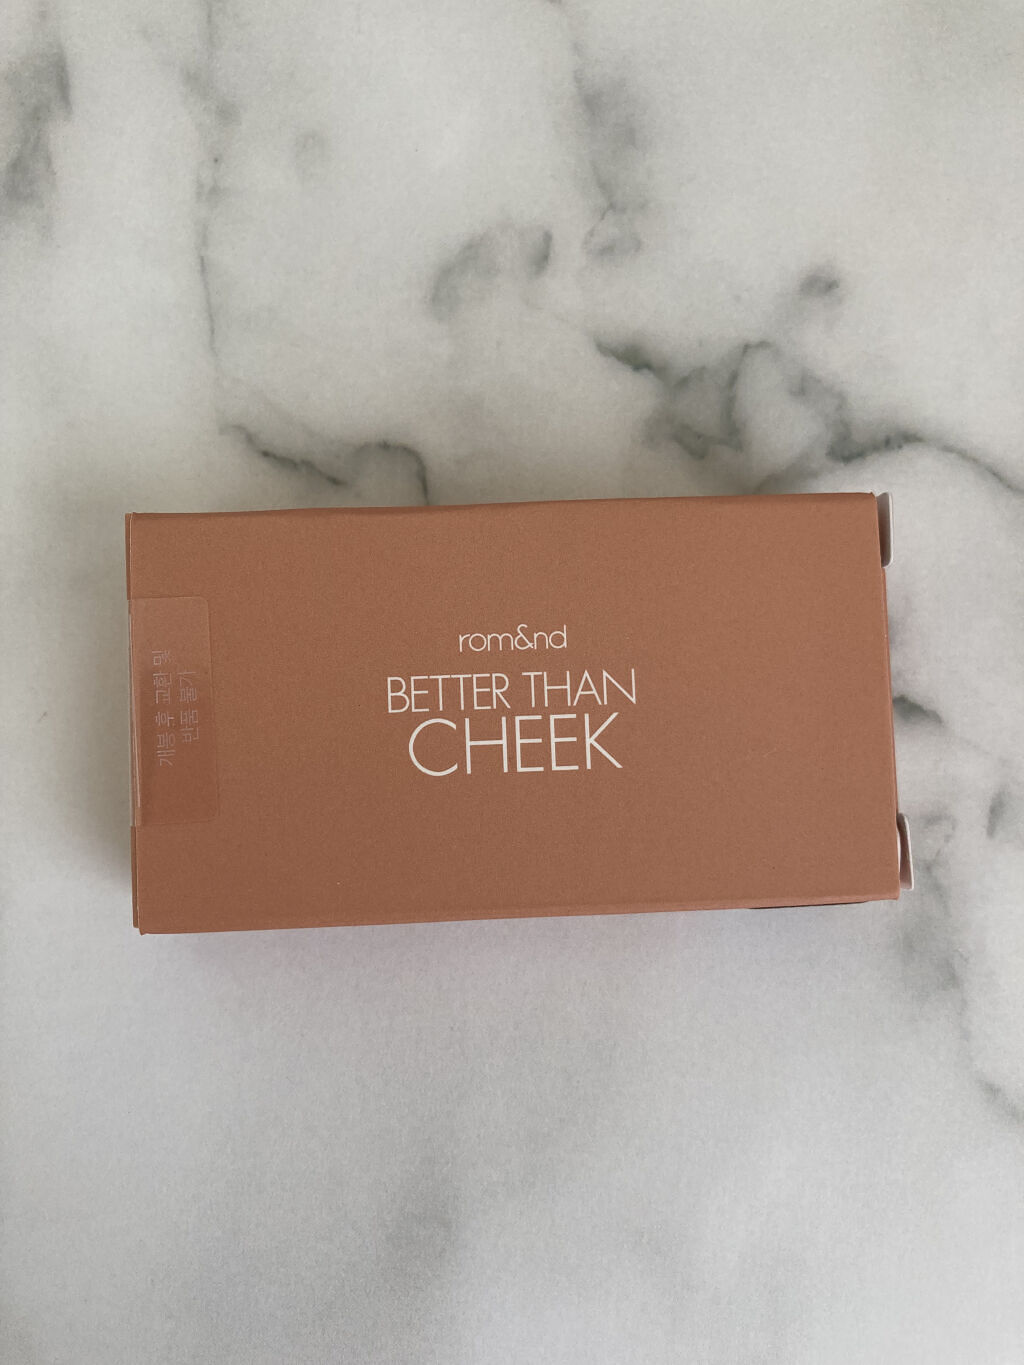 rom&nd
BETTER THAN
CHEEK
개봉 후 교환 및
반품 불가